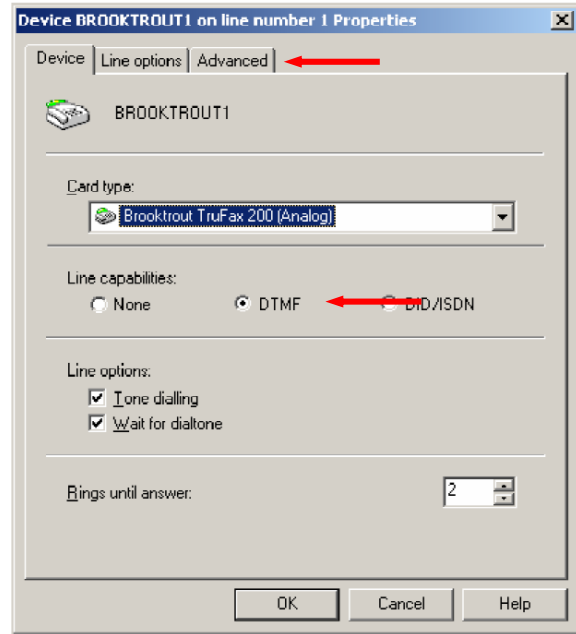 Device BROOKTROUT1 on line number 1 Properties
Device Line options Advanced
BROOKTROUT1
Card type:
Brooktrout TruFax 200 (Analog)
Line capabilities:
None DTMF DID/ISDN
Line options:
Tone dialling
Wait for dialtone
Rings until answer: 2
OK Cancel Help